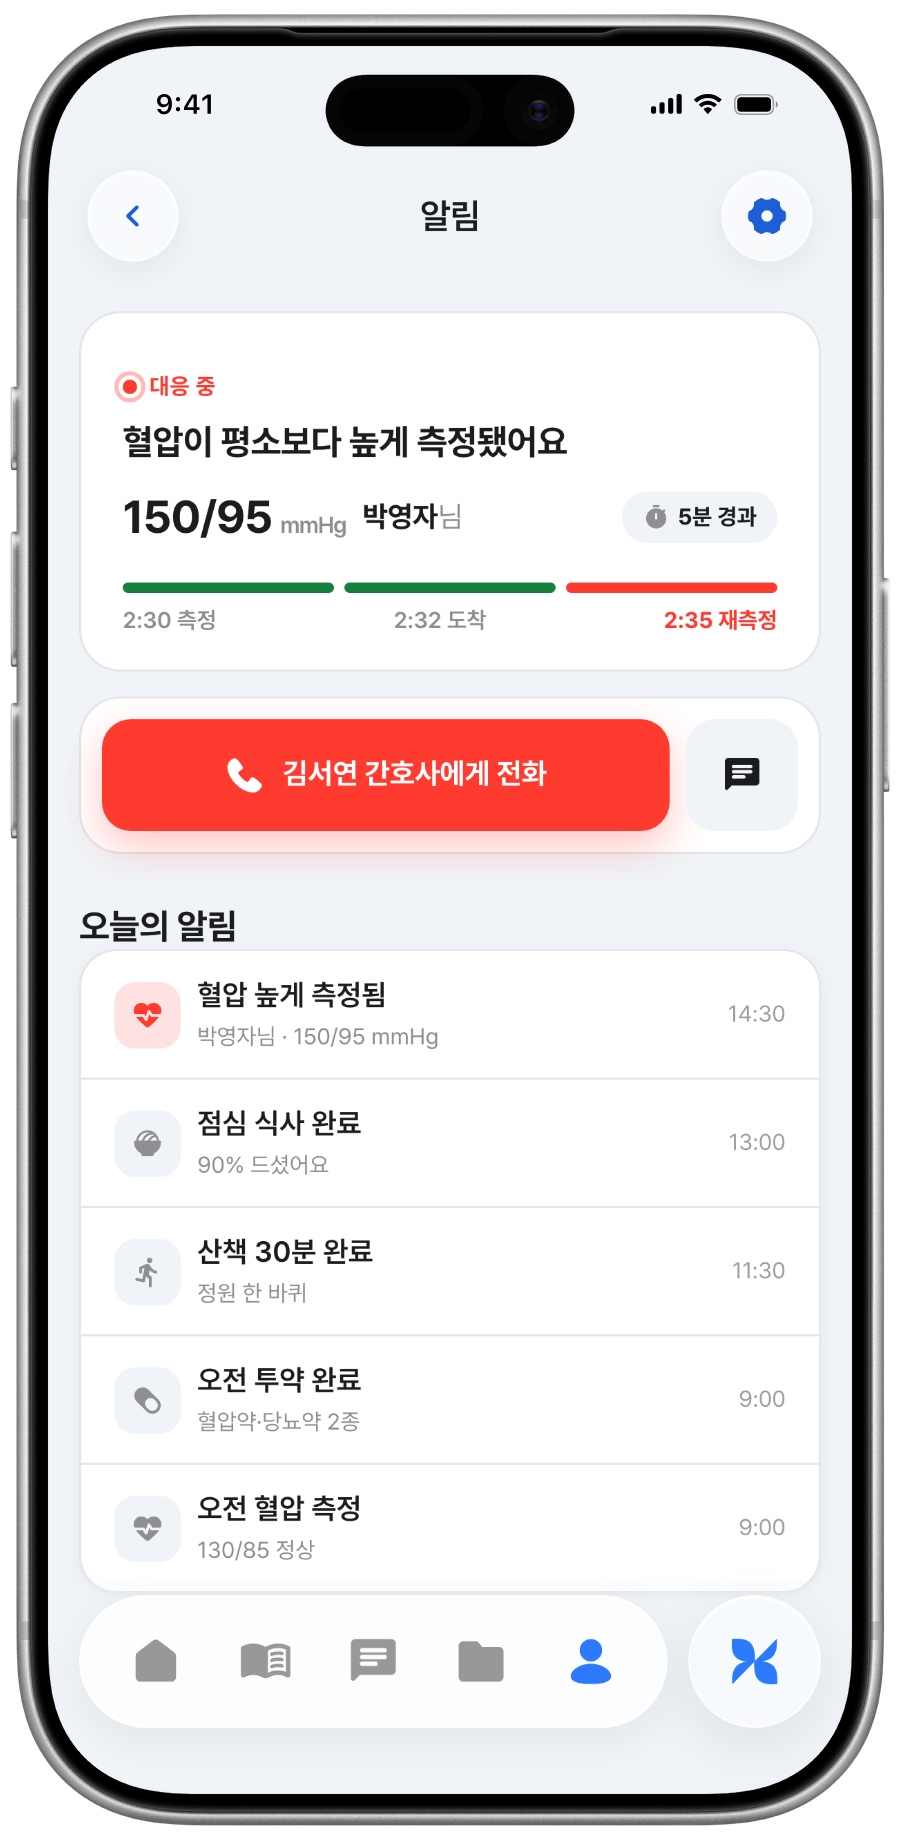 9:41
알림
대응 중
혈압이 평소보다 높게 측정됐어요
150/95 mmHg 박영자님
5분 경과
2:30 측정
2:32 도착
2:35 재측정
김서연 간호사에게 전화
오늘의 알림
혈압 높게 측정됨
박영자님 · 150/95 mmHg
14:30
점심 식사 완료
90% 드셨어요
13:00
산책 30분 완료
정원 한 바퀴
11:30
오전 투약 완료
혈압약·당뇨약 2종
9:00
오전 혈압 측정
130/85 정상
9:00